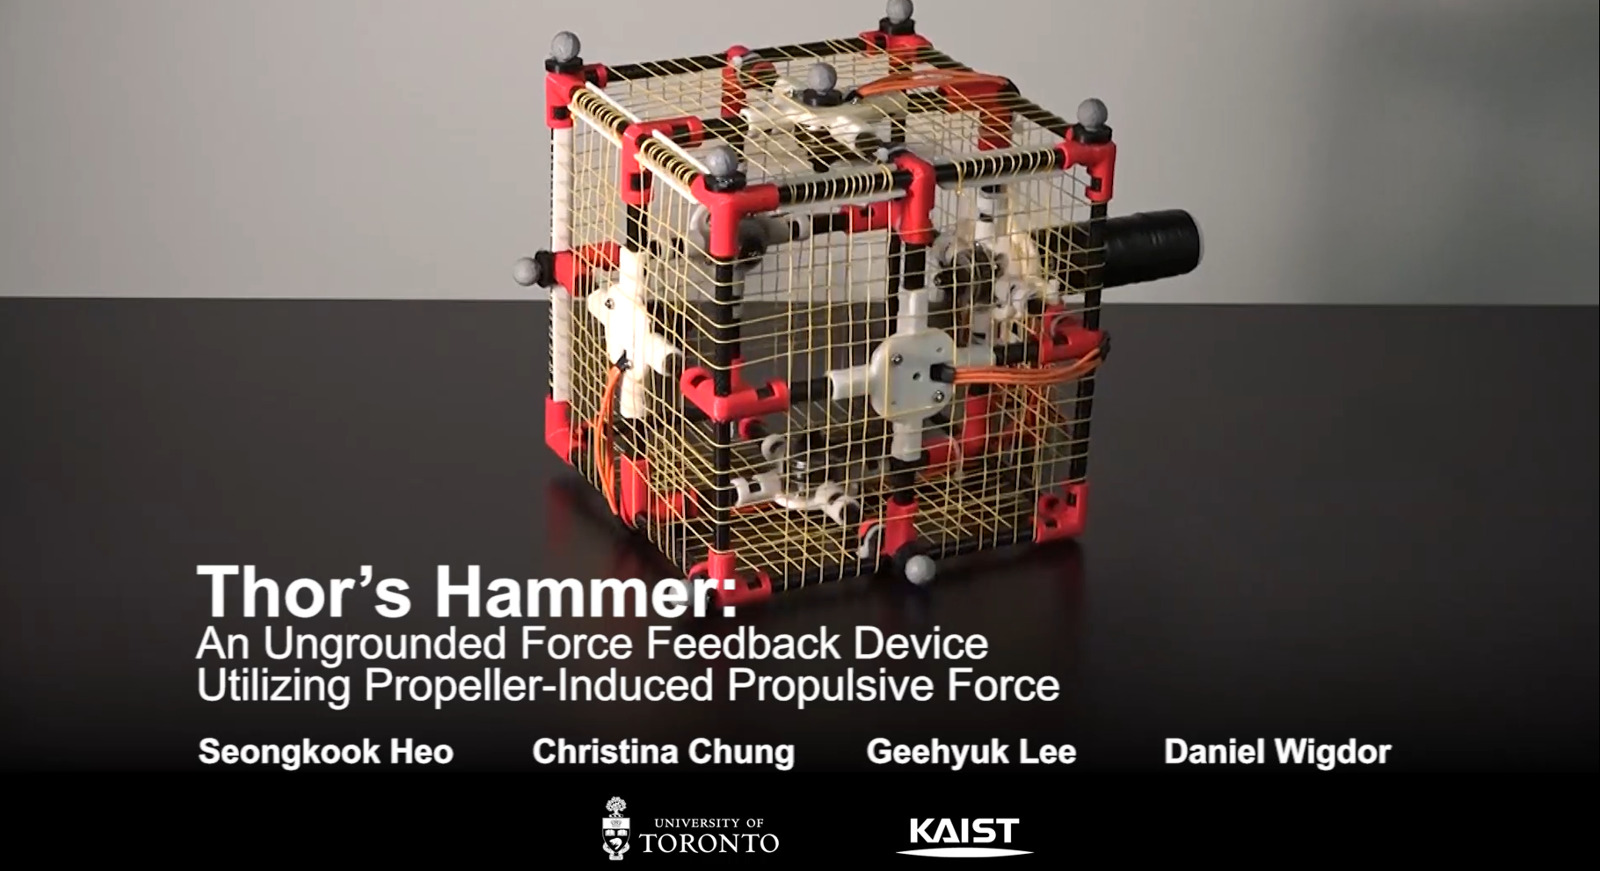 Thor's Hammer:
An Ungrounded Force Feedback Device
Utilizing Propeller-Induced Propulsive Force
Seongkook Heo Christina Chung Geehyuk Lee Daniel Wigdor
UNIVERSITY OF
TORONTO
KAIST